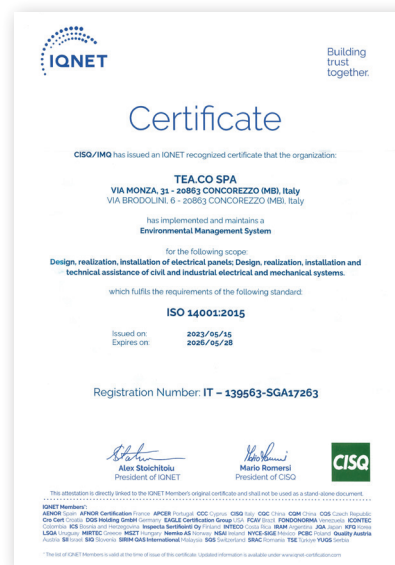 IQNET
Building
trust
together.
Certificate
CISQ/IMQ has issued an IQNET recognized certificate that the organization:
TEA.CO SPA
VIA MONZA, 31 - 20863 CONCOREZZO (MB), Italy
VIA BRODOLINI, 6 - 20863 CONCOREZZO (MB), Italy
has implemented and maintains a
Environmental Management System
for the following scope:
Design, realization, installation of electrical panels; Design, realization, installation and
technical assistance of civil and industrial electrical and mechanical systems.
which fulfils the requirements of the following standard:
ISO 14001:2015
Issued on: 2023/05/15
Expires on: 2026/05/28
Registration Number: IT – 139563-SGA17263
Alex Stoichitoiu
President of IQNET
Mario Romersi
President of CISQ
CISQ
This attestation is directly linked to the IQNET Member's original certificate and shall not be used as a stand-alone document.
IQNET Members*:
AENOR Spain AFNOR Certification France APCER Portugal CCC Cyprus CISQ Italy CQC China CQM China CQS Czech Republic
Cro Cert Croatia DQS Holding GmbH Germany EAGLE Certification Group USA FCAV Brazil FONDONORMA Venezuela ICONTEC
Colombia ICS Bosnia and Herzegovina Inspecta Sertifiointi Oy Finland INTECO Costa Rica IRAM Argentina JQA Japan KFQ Korea
LSQA Uruguay MIRTEC Greece MSZT Hungary Nemko AS Norway NSAI Ireland NYCE-SIGE Mexico PCBC Poland Quality Austria
Austria SII Israel SIQ Slovenia SIRIM QAS International Malaysia SQS Switzerland SRAC Romania TSE Türkiye YUQS Serbia
* The list of IQNET Members is valid at the time of issue of this certificate. Updated information is available under www.iqnet-certification.com